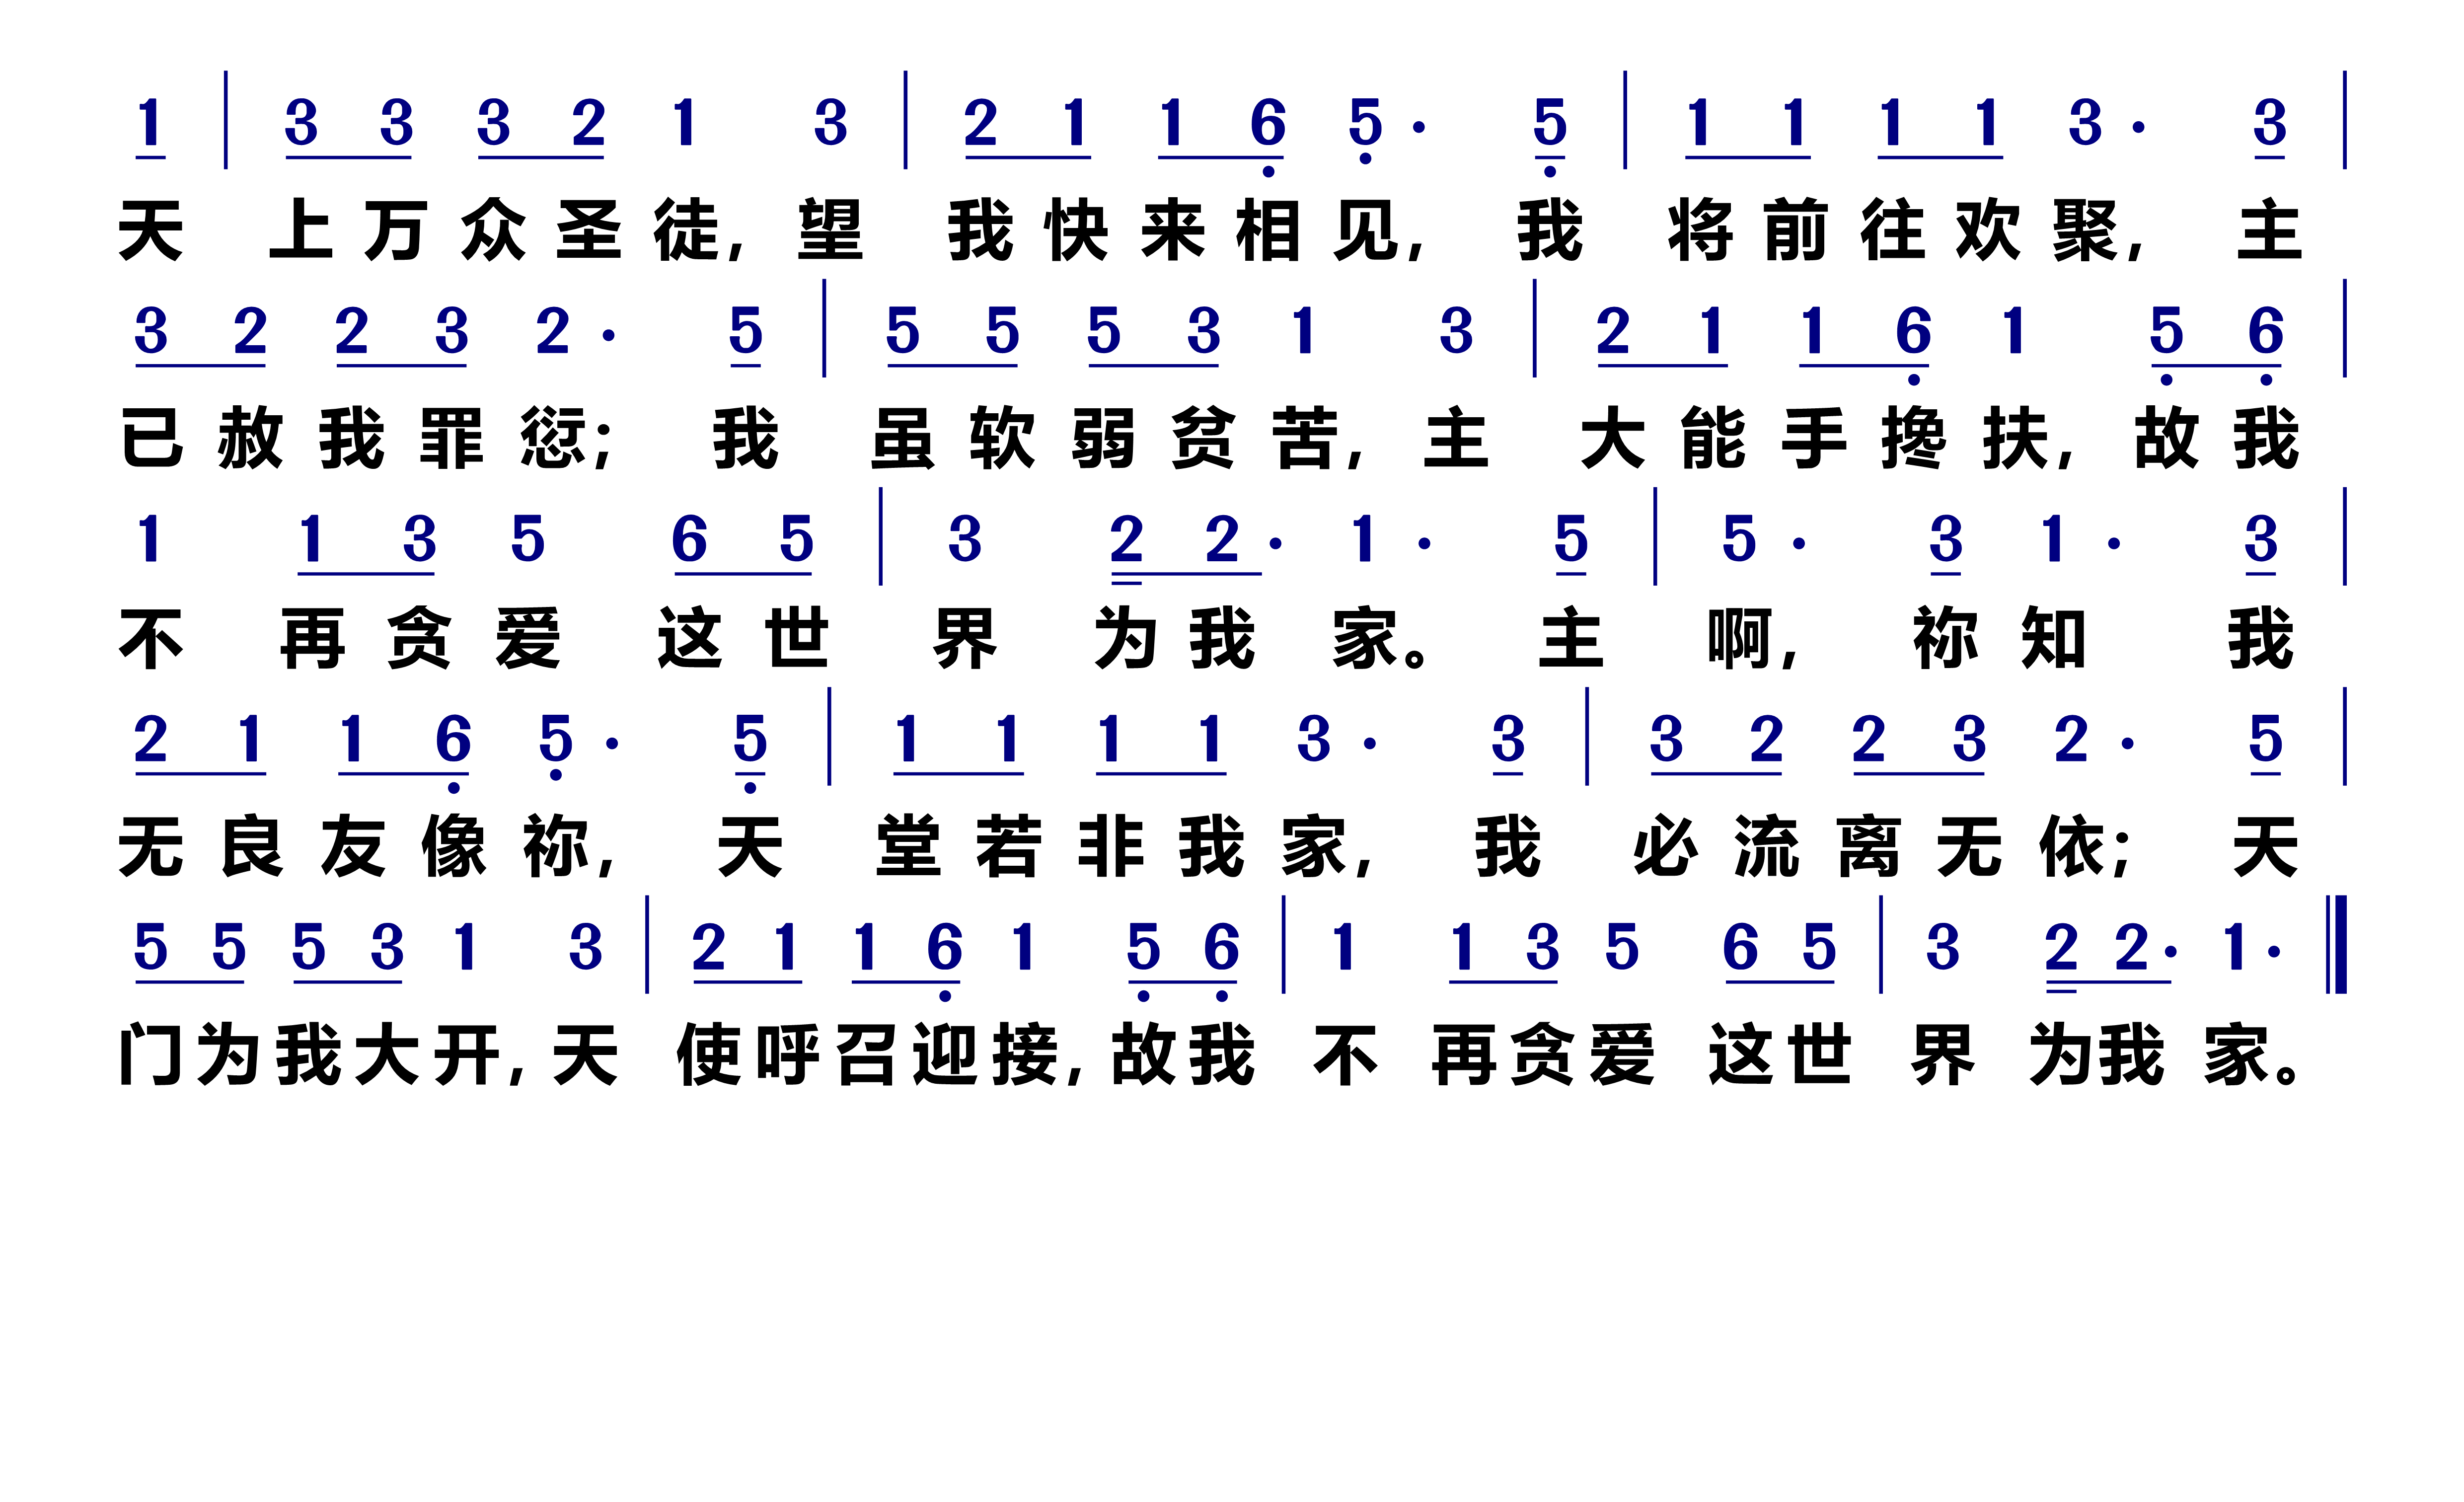 1 | 3 3 3 2 1 3 | 2 1 1 6 5 · 5 | 1 1 1 1 3 · 3 |
天 上万众圣徒, 望 我快来相见, 我 将前往欢聚, 主
3 2 2 3 2 · 5 | 5 5 5 3 1 3 | 2 1 1 6 1 5 6 |
已赦我罪愆; 我 虽软弱贫苦, 主 大能手搀扶, 故我
1 1 3 5 6 5 | 3 2 2 · 1 · 5 | 5 · 3 1 · 3 |
不 再贪爱 这世 界 为我 家。 主 啊, 祢知 我
2 1 1 6 5 · 5 | 1 1 1 1 3 · 3 | 3 2 2 3 2 · 5 |
无良友像祢, 天 堂若非我家, 我 必流离无依; 天
5 5 5 3 1 3 | 2 1 1 6 1 5 6 | 1 1 3 5 6 5 | 3 2 2 · 1 · ‖
门为我大开, 天 使呼召迎接, 故我 不 再贪爱 这世 界 为我 家。